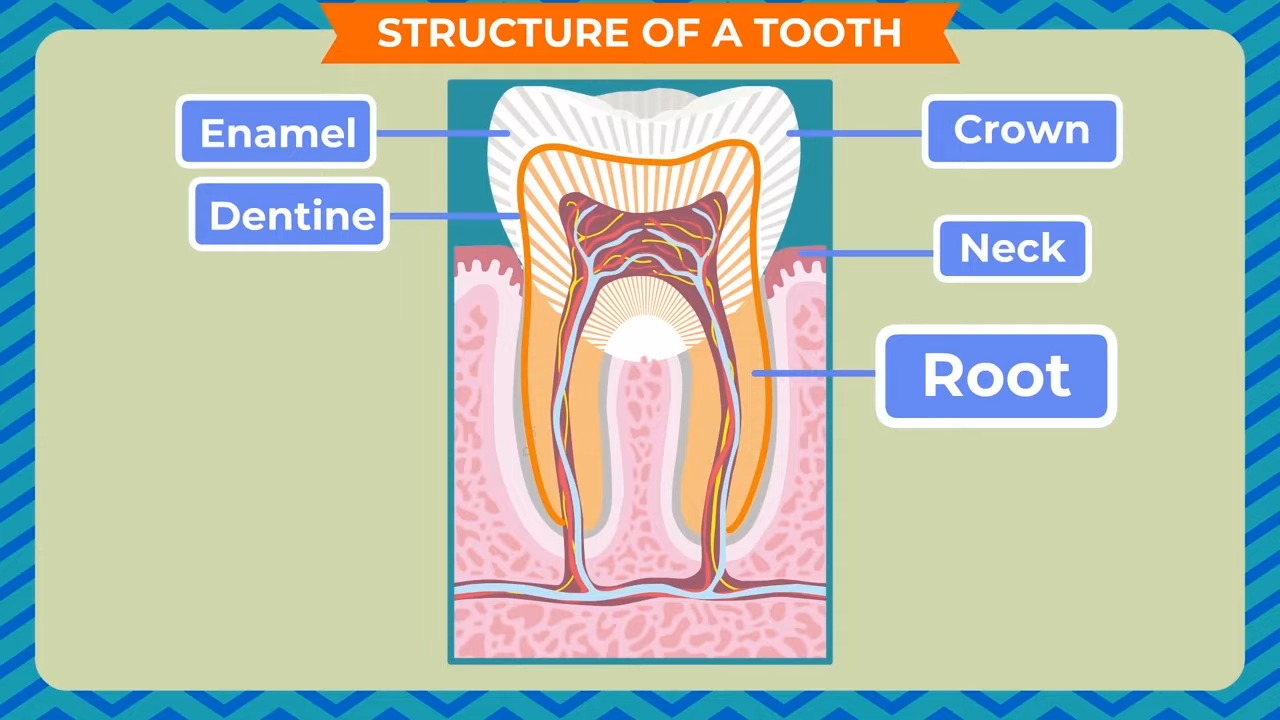 STRUCTURE OF A TOOTH
Enamel
Crown
Dentine
Neck
Root